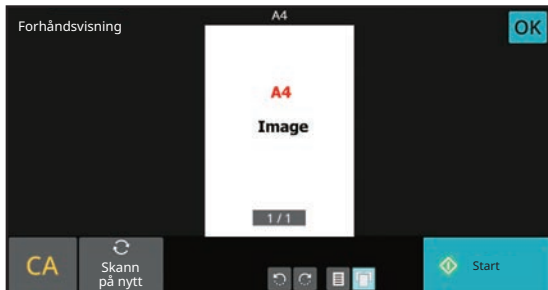 A4
Forhåndsvisning
OK
A4
Image
1 / 1
CA
Skann
på nytt
Start